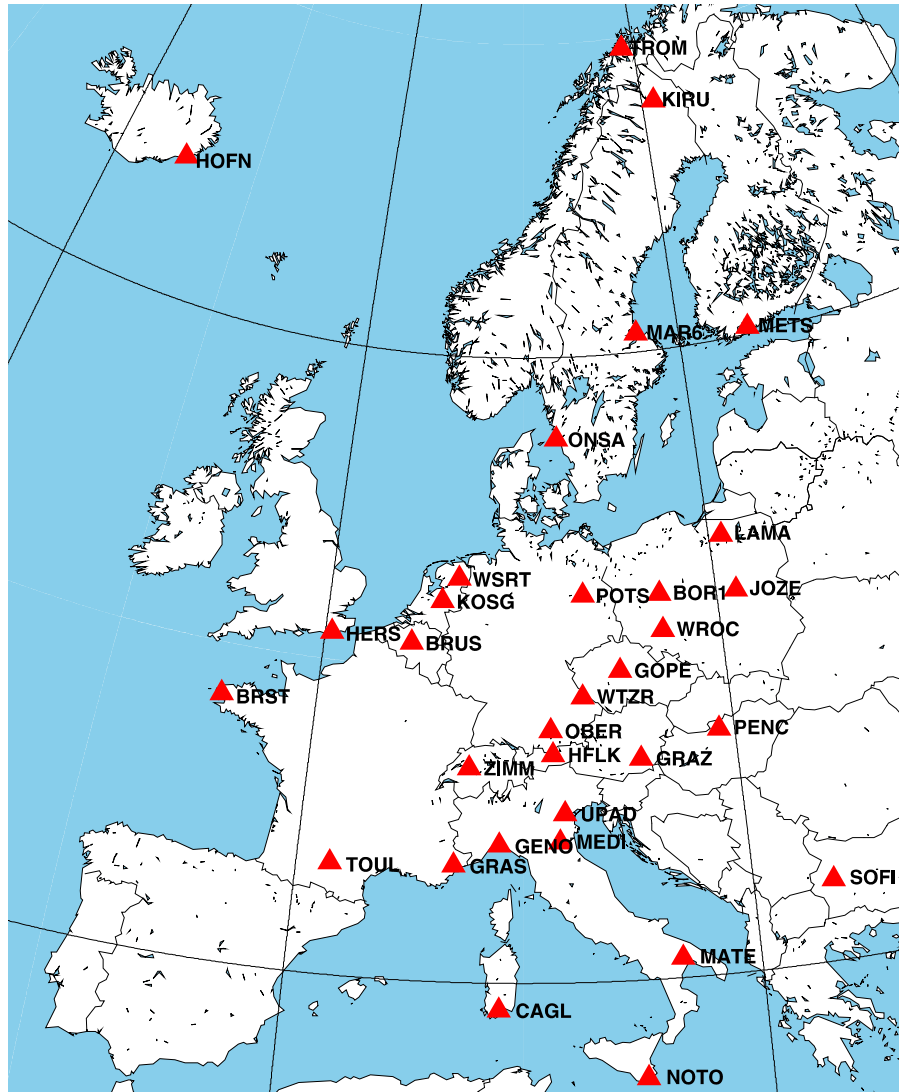 TROM
KIRU
HOFN
METS
MAR6
ONSA
LAMA
WSRT
JOZE
POTS
BOR1
KOSG
WROC
HERS
BRUS
GOPE
BRST
WTZR
PENC
OBER
HFLK
GRAZ
ZIMM
UPAD
MEDI
GENO
TOUL
GRAS
SOFI
MATE
CAGL
NOTO